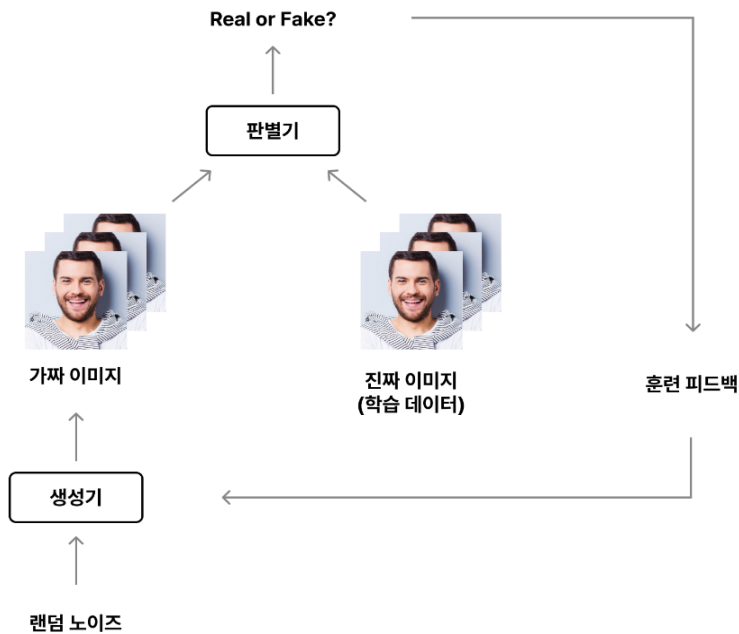 Real or Fake?
판별기
가짜 이미지
진짜 이미지
(학습 데이터)
훈련 피드백
생성기
랜덤 노이즈